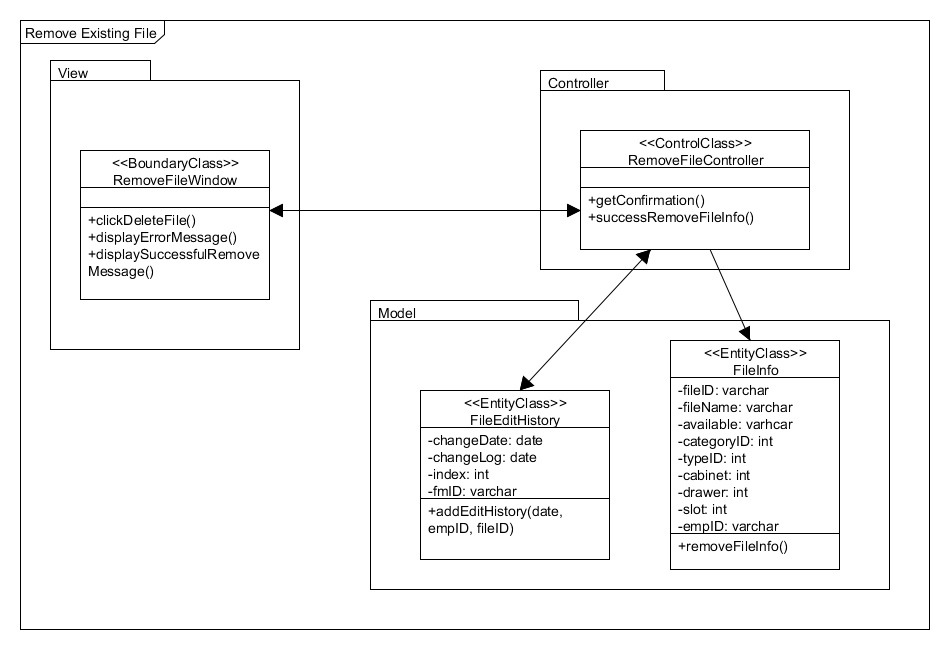 Remove Existing File
View
<<BoundaryClass>>
RemoveFileWindow
+clickDeleteFile()
+displayErrorMessage()
+displaySuccessfulRemove
Message()
Controller
<<ControlClass>>
RemoveFileController
+getConfirmation()
+successRemoveFileInfo()
Model
<<EntityClass>>
FileEditHistory
-changeDate: date
-changeLog: date
-index: int
-fmID: varchar
+addEditHistory(date,
empID, fileID)
<<EntityClass>>
FileInfo
-fileID: varchar
-fileName: varchar
-available: varhcar
-categoryID: int
-typeID: int
-cabinet: int
-drawer: int
-slot: int
-empID: varchar
+removeFileInfo()